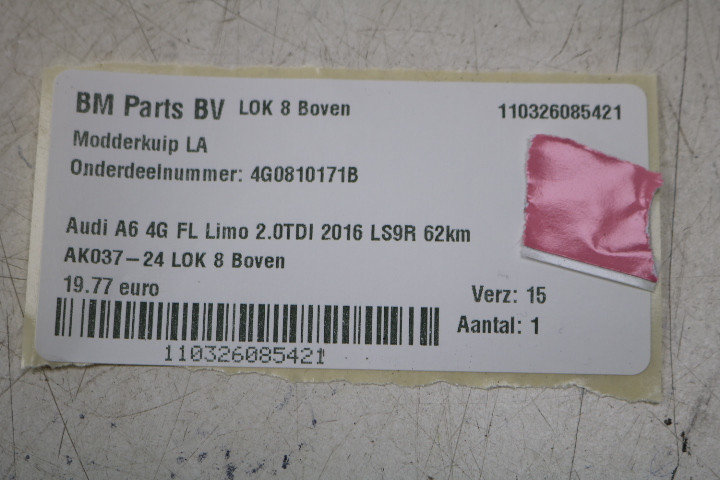 BM Parts BV LOK 8 Boven 110326085421
Modderkuip LA
Onderdeelnummer: 4G0810171B
Audi A6 4G FL Limo 2.0TDI 2016 LS9R 62km
AK037-24 LOK 8 Boven
19.77 euro
Verz: 15
Aantal: 1
110326085421